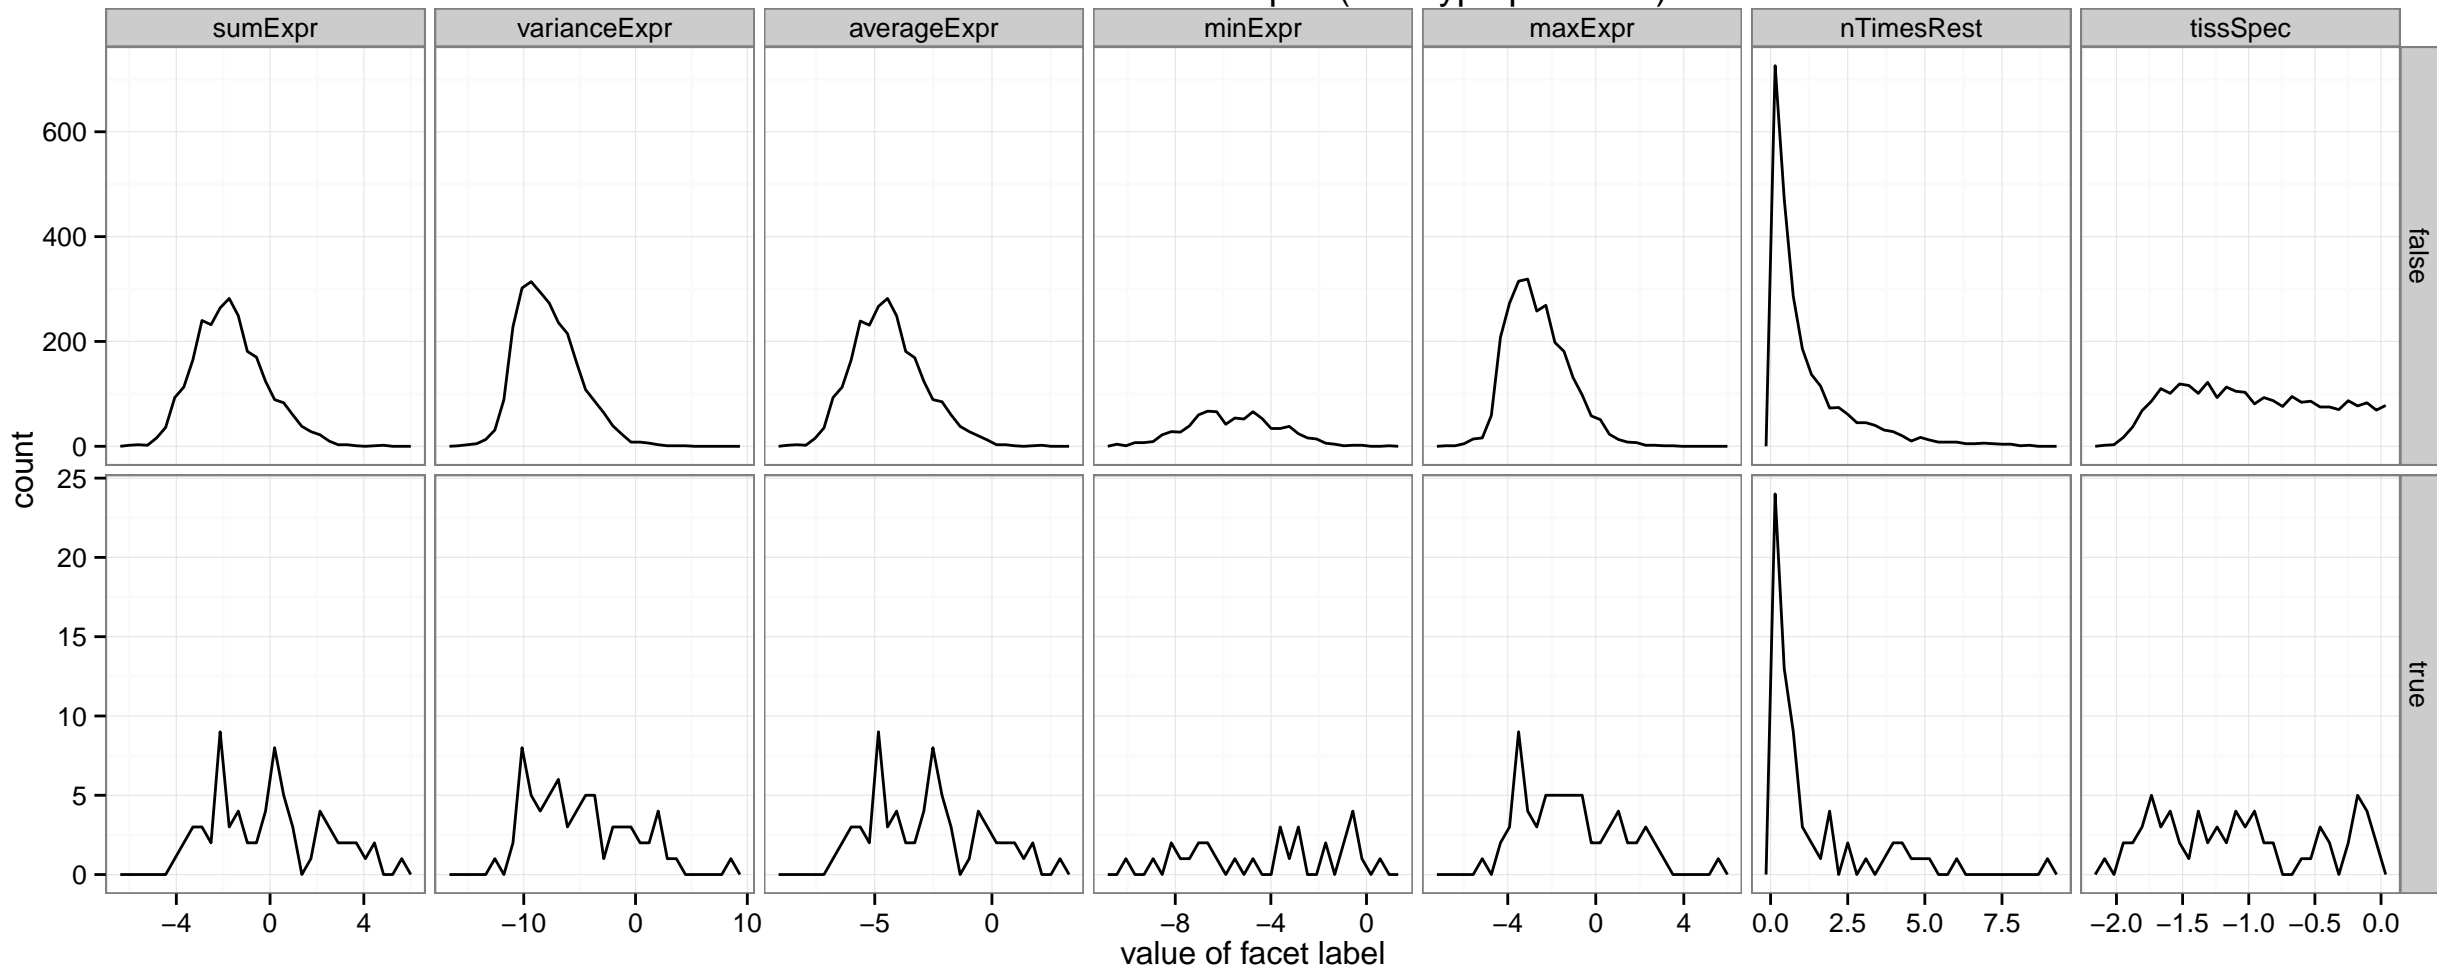 sumExpr varianceExpr averageExpr minExpr maxExpr nTimesRest tissSpec
600
400
200
0
false
25
20
15
10
5
0
true
count
−4 0 4 −10 0 10 −5 0 −8 −4 0 −4 0 4 0.0 2.5 5.0 7.5 −2.0 −1.5 −1.0 −0.5 0.0
value of facet label